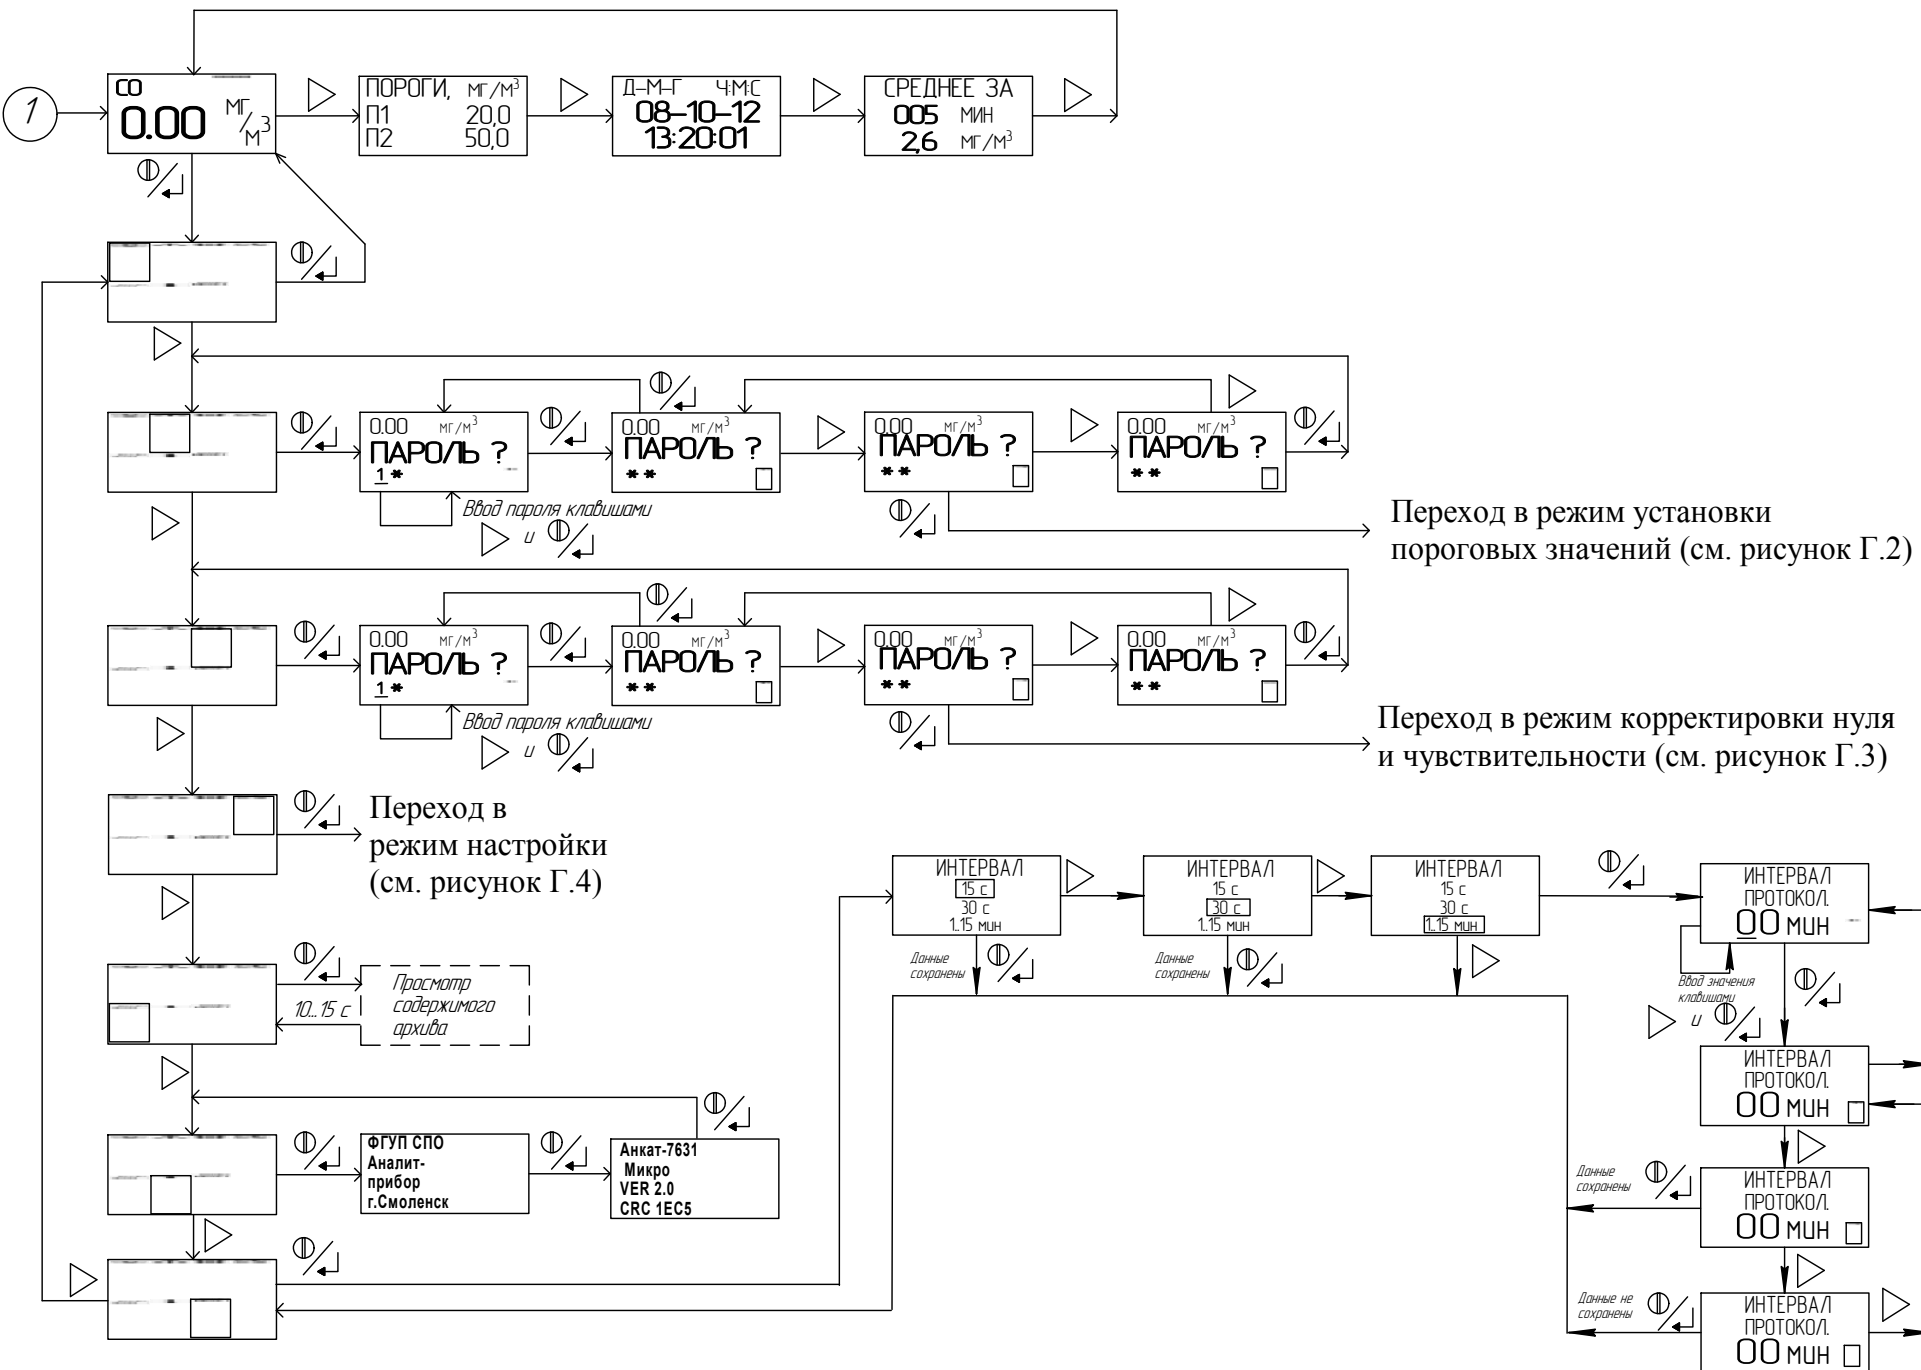 1
CO
0.00 МГ/М³
ПОРОГИ, МГ/М³
П1 20,0
П2 50,0
Д–М–Г Ч:М:С
08–10–12
13:20:01
СРЕДНЕЕ ЗА
005 МИН
2,6 МГ/М³
0.00 МГ/М³
ПАРОЛЬ ?
1*
0.00 МГ/М³
ПАРОЛЬ ?
**
0.00 МГ/М³
ПАРОЛЬ ?
**
0.00 МГ/М³
ПАРОЛЬ ?
**
Ввод пароля клавишами
и
Переход в режим установки
пороговых значений (см. рисунок Г.2)
0.00 МГ/М³
ПАРОЛЬ ?
1*
0.00 МГ/М³
ПАРОЛЬ ?
**
0.00 МГ/М³
ПАРОЛЬ ?
**
0.00 МГ/М³
ПАРОЛЬ ?
**
Ввод пароля клавишами
и
Переход в режим корректировки нуля
и чувствительности (см. рисунок Г.3)
Переход в
режим настройки
(см. рисунок Г.4)
10...15 с
Просмотр
содержимого
архива
ФГУП СПО
Аналит-
прибор
г.Смоленск
Анкат-7631
Микро
VER 2.0
CRC 1EC5
ИНТЕРВАЛ
15 с
30 с
1..15 мин
ИНТЕРВАЛ
15 с
30 с
1..15 мин
ИНТЕРВАЛ
15 с
30 с
1..15 мин
Данные
сохранены
Данные
сохранены
ИНТЕРВАЛ
ПРОТОКОЛ.
00 мин
Ввод значения
клавишами
и
ИНТЕРВАЛ
ПРОТОКОЛ.
00 мин
Данные
сохранены
ИНТЕРВАЛ
ПРОТОКОЛ.
00 мин
Данные не
сохранены
ИНТЕРВАЛ
ПРОТОКОЛ.
00 мин